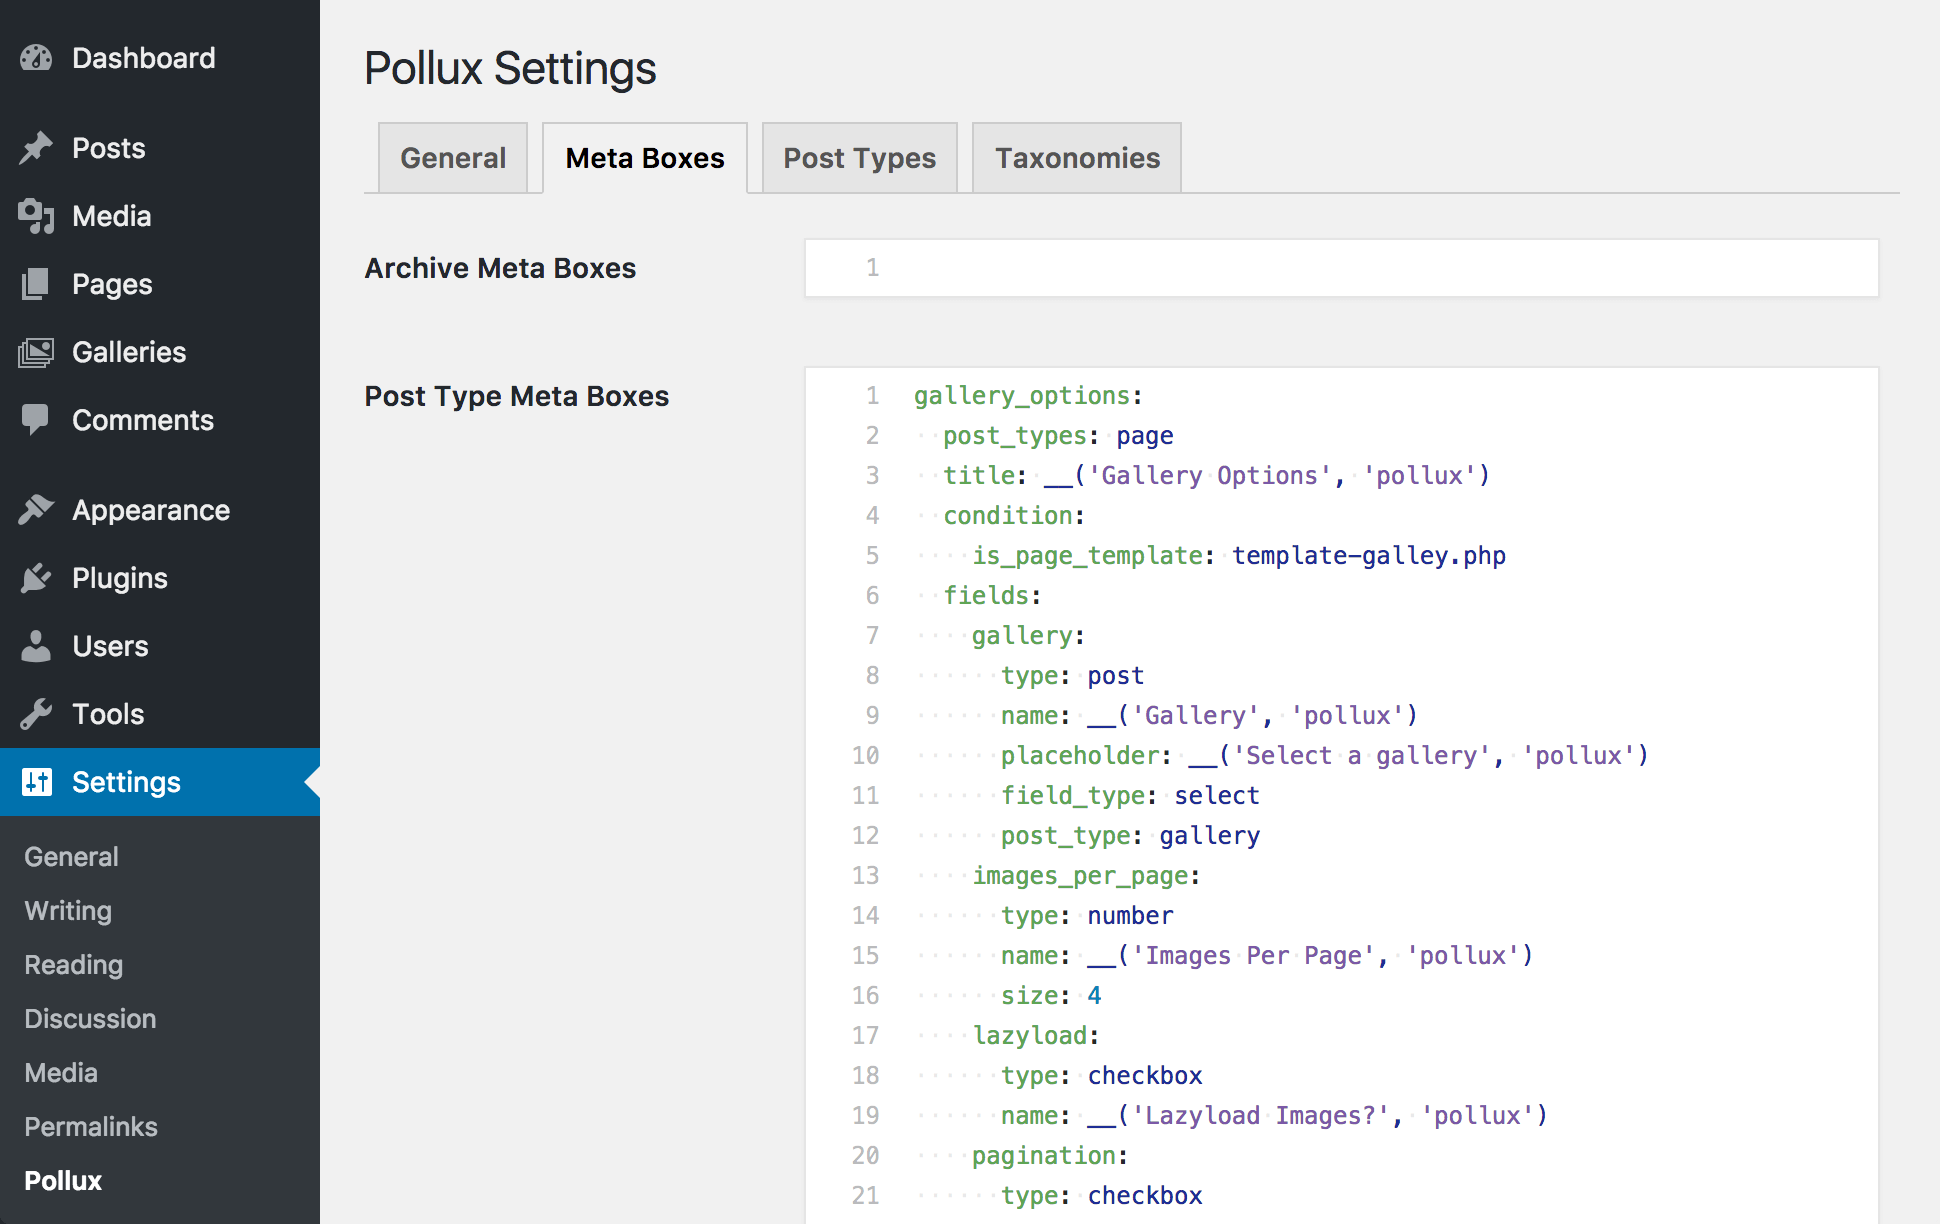 Dashboard
Posts
Media
Pages
Galleries
Comments
Appearance
Plugins
Users
Tools
Settings
General
Writing
Reading
Discussion
Media
Permalinks
Pollux
Pollux Settings
General
Meta Boxes
Post Types
Taxonomies
Archive Meta Boxes
1
Post Type Meta Boxes
1 gallery_options:
2   post_types: page
3   title: __('Gallery Options', 'pollux')
4   condition:
5     is_page_template: template-galley.php
6   fields:
7     gallery:
8       type: post
9       name: __('Gallery', 'pollux')
10       placeholder: __('Select a gallery', 'pollux')
11       field_type: select
12       post_type: gallery
13     images_per_page:
14       type: number
15       name: __('Images Per Page', 'pollux')
16       size: 4
17     lazyload:
18       type: checkbox
19       name: __('Lazyload Images?', 'pollux')
20     pagination:
21       type: checkbox